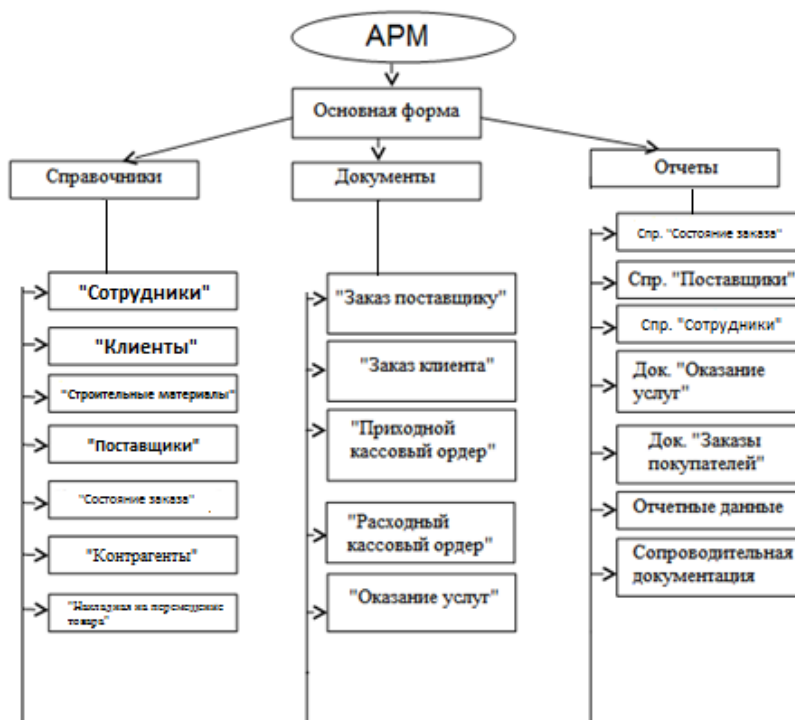 АРМ
Основная форма
Справочники
Документы
Отчеты
"Сотрудники"
"Клиенты"
"Строительные материалы"
"Поставщики"
"Состояние заказа"
"Контрагенты"
"Накладная на перемещение
товара"
"Заказ поставщику"
"Заказ клиента"
"Приходной
кассовый ордер"
"Расходный
кассовый ордер"
"Оказание услуг"
Спр. "Состояние заказа"
Спр. "Поставщики"
Спр. "Сотрудники"
Док. "Оказание
услуг"
Док. "Заказы
покупателей"
Отчетные данные
Сопроводительная
документация